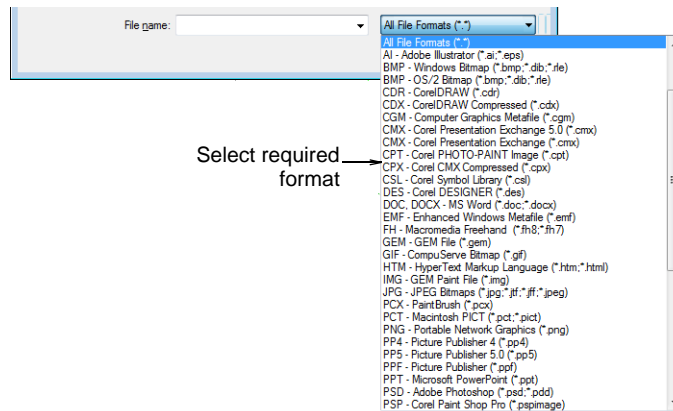 File name:
All File Formats (*.*)
All File Formats (*.*)
AI - Adobe Illustrator (*.ai;*.eps)
BMP - Windows Bitmap (*.bmp;*.dib;*.rle)
BMP - OS/2 Bitmap (*.bmp;*.dib;*.rle)
CDR - CorelDRAW (*.cdr)
CDX - CorelDRAW Compressed (*.cdx)
CGM - Computer Graphics Metafile (*.cgm)
CMX - Corel Presentation Exchange 5.0 (*.cmx)
CMX - Corel Presentation Exchange (*.cmx)
CPT - Corel PHOTO-PAINT Image (*.cpt)
CPX - Corel CMX Compressed (*.cpx)
CSL - Corel Symbol Library (*.csl)
DES - Corel DESIGNER (*.des)
DOC, DOCX - MS Word (*.doc;*.docx)
EMF - Enhanced Windows Metafile (*.emf)
FH - Macromedia Freehand (*.fh8;*.fh7)
GEM - GEM File (*.gem)
GIF - CompuServe Bitmap (*.gif)
HTM - HyperText Markup Language (*.htm;*.html)
IMG - GEM Paint File (*.img)
JPG - JPEG Bitmaps (*.jpg;*.jtf;*.jff;*.jpeg)
PCX - PaintBrush (*.pcx)
PCT - Macintosh PICT (*.pct;*.pict)
PNG - Portable Network Graphics (*.png)
PP4 - Picture Publisher 4 (*.pp4)
PP5 - Picture Publisher 5.0 (*.pp5)
PPF - Picture Publisher (*.ppf)
PPT - Microsoft PowerPoint (*.ppt)
PSD - Adobe Photoshop (*.psd;*.pdd)
PSP - Corel Paint Shop Pro (*.pspimage)
Select required
format